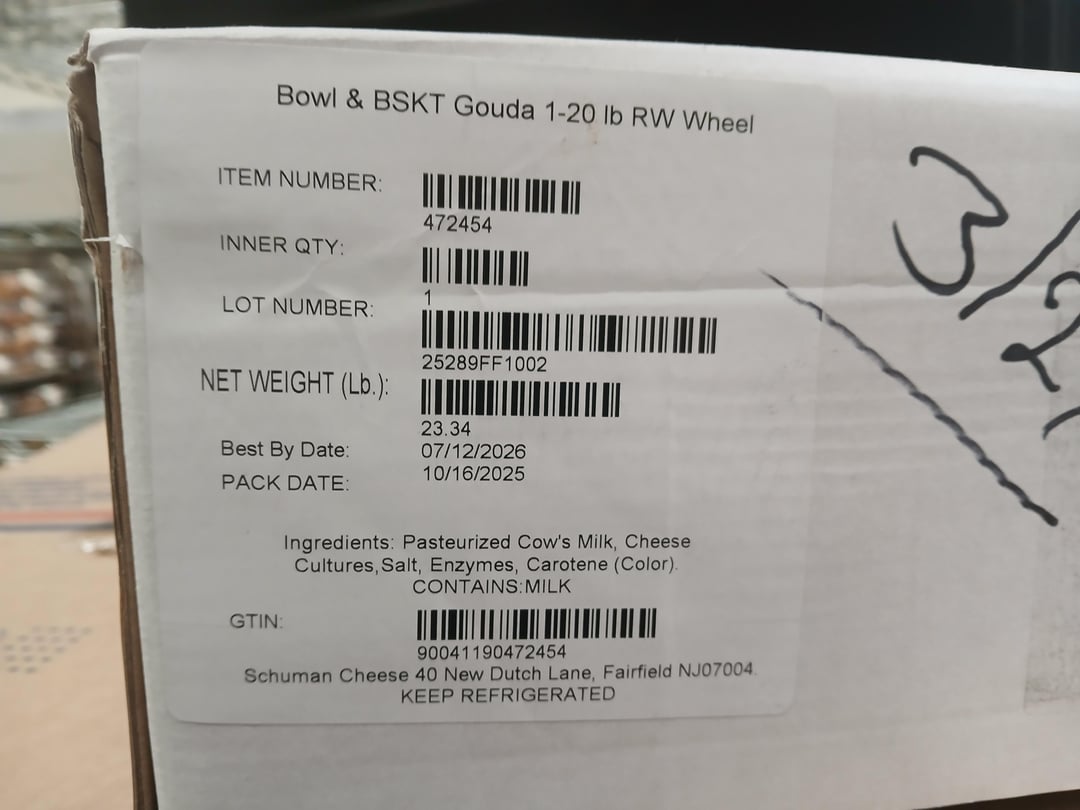 Bowl & BSKT Gouda 1-20 lb RW Wheel
ITEM NUMBER:
472454
INNER QTY:
1
LOT NUMBER:
25289FF1002
NET WEIGHT (Lb.):
23.34
Best By Date: 07/12/2026
PACK DATE: 10/16/2025
Ingredients: Pasteurized Cow's Milk, Cheese
Cultures,Salt, Enzymes, Carotene (Color).
CONTAINS:MILK
GTIN:
90041190472454
Schuman Cheese 40 New Dutch Lane, Fairfield NJ07004.
KEEP REFRIGERATED
3/2